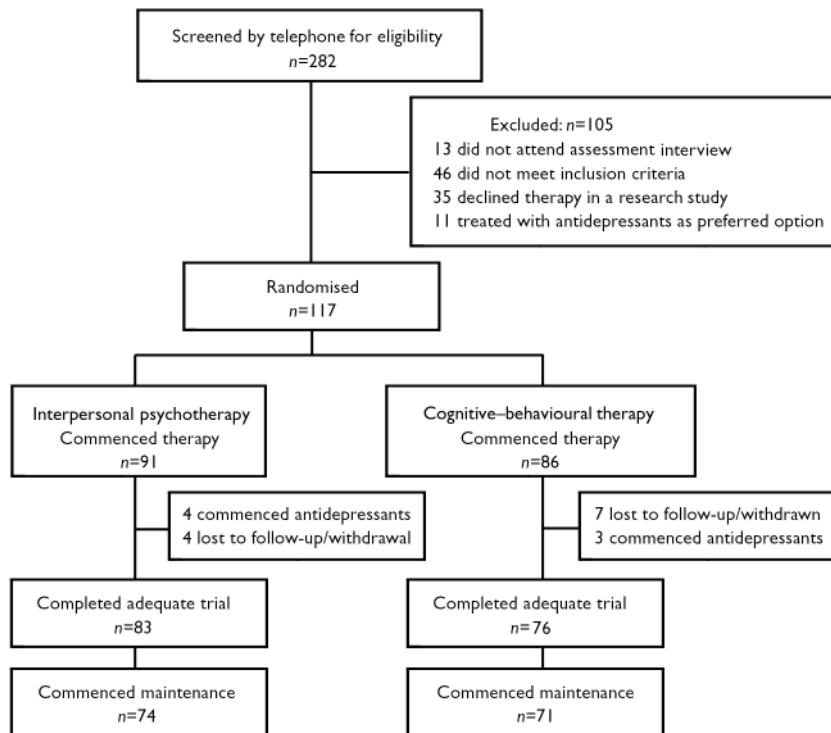 Screened by telephone for eligibility
n=282
Excluded: n=105
13 did not attend assessment interview
46 did not meet inclusion criteria
35 declined therapy in a research study
11 treated with antidepressants as preferred option
Randomised
n=117
Interpersonal psychotherapy
Commenced therapy
n=91
Cognitive–behavioural therapy
Commenced therapy
n=86
4 commenced antidepressants
4 lost to follow-up/withdrawal
7 lost to follow-up/withdrawn
3 commenced antidepressants
Completed adequate trial
n=83
Completed adequate trial
n=76
Commenced maintenance
n=74
Commenced maintenance
n=71